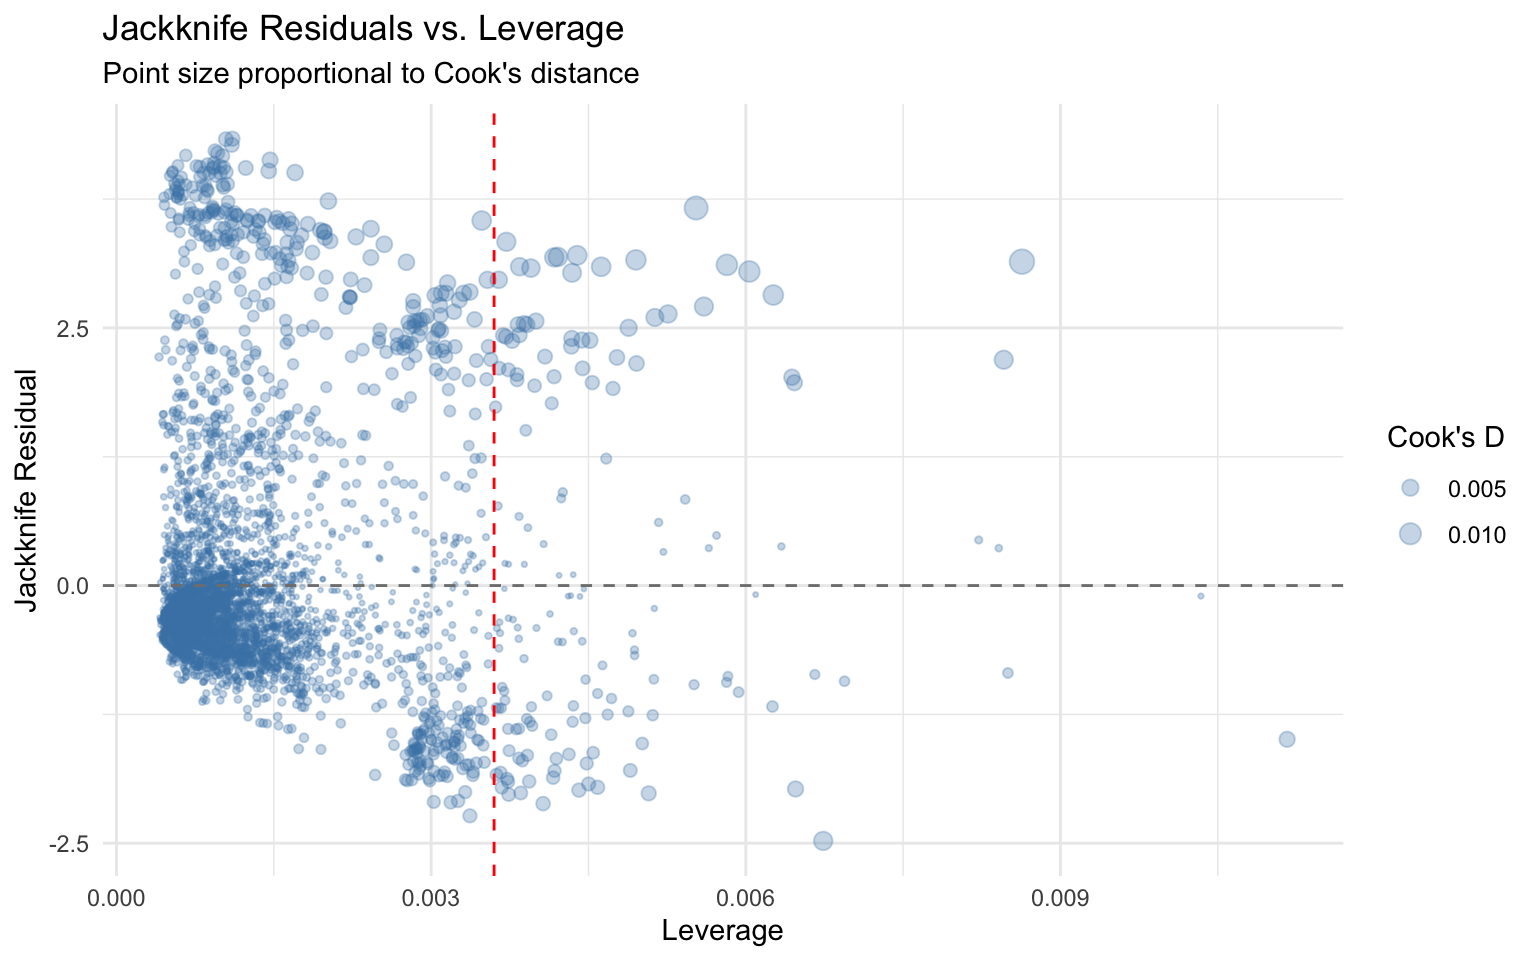 Jackknife Residuals vs. Leverage
Point size proportional to Cook's distance
Jackknife Residual
2.5
0.0
-2.5
0.000 0.003 0.006 0.009
Leverage
Cook's D
0.005
0.010